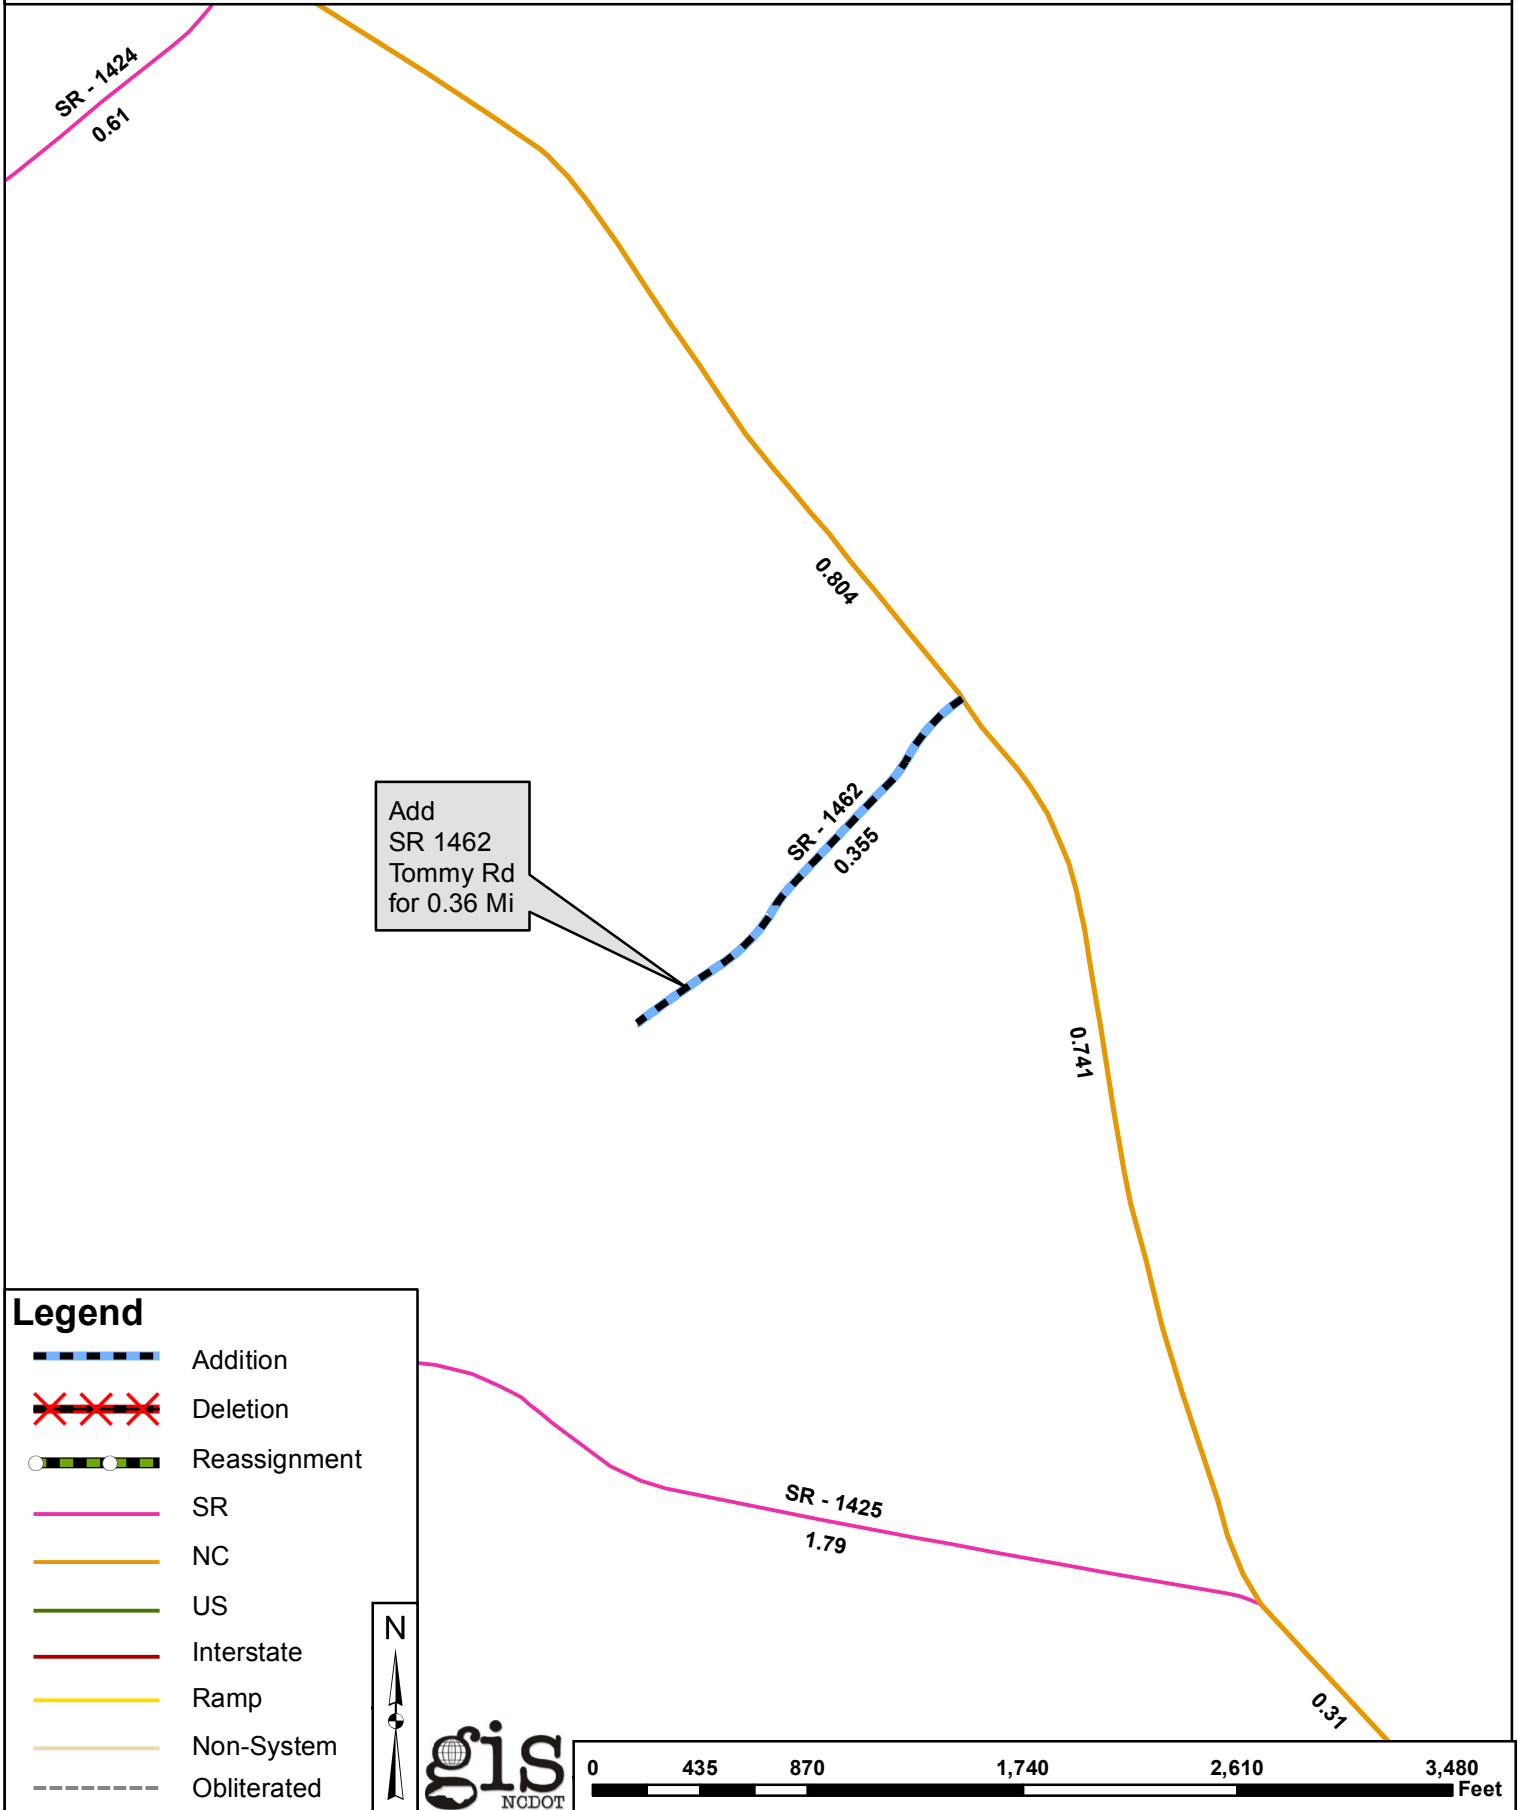 SR - 1424
0.61
0.804
SR - 1462
0.355
Add
SR 1462
Tommy Rd
for 0.36 Mi
0.741
SR - 1425
1.79
0.31
Legend
Addition
Deletion
Reassignment
SR
NC
US
Interstate
Ramp
Non-System
Obliterated
N
gis
NCDOT
0 435 870 1,740 2,610 3,480
Feet